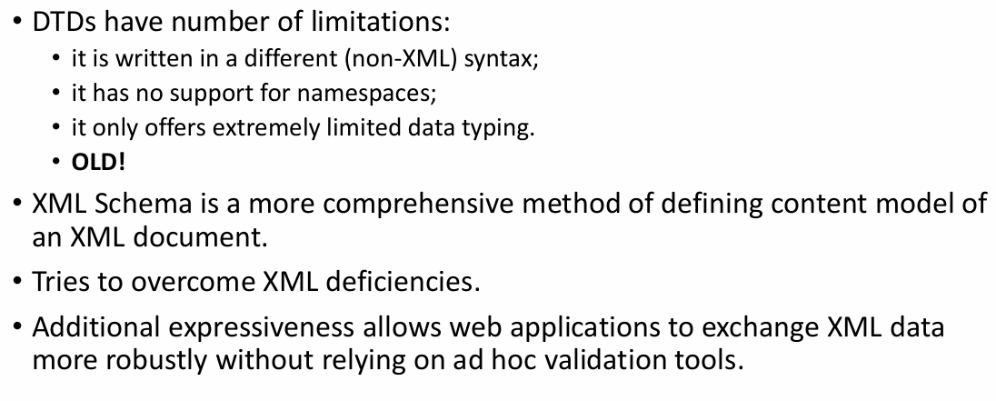 • DTDs have number of limitations:
• it is written in a different (non-XML) syntax;
• it has no support for namespaces;
• it only offers extremely limited data typing.
• OLD!
• XML Schema is a more comprehensive method of defining content model of
an XML document.
• Tries to overcome XML deficiencies.
• Additional expressiveness allows web applications to exchange XML data
more robustly without relying on ad hoc validation tools.